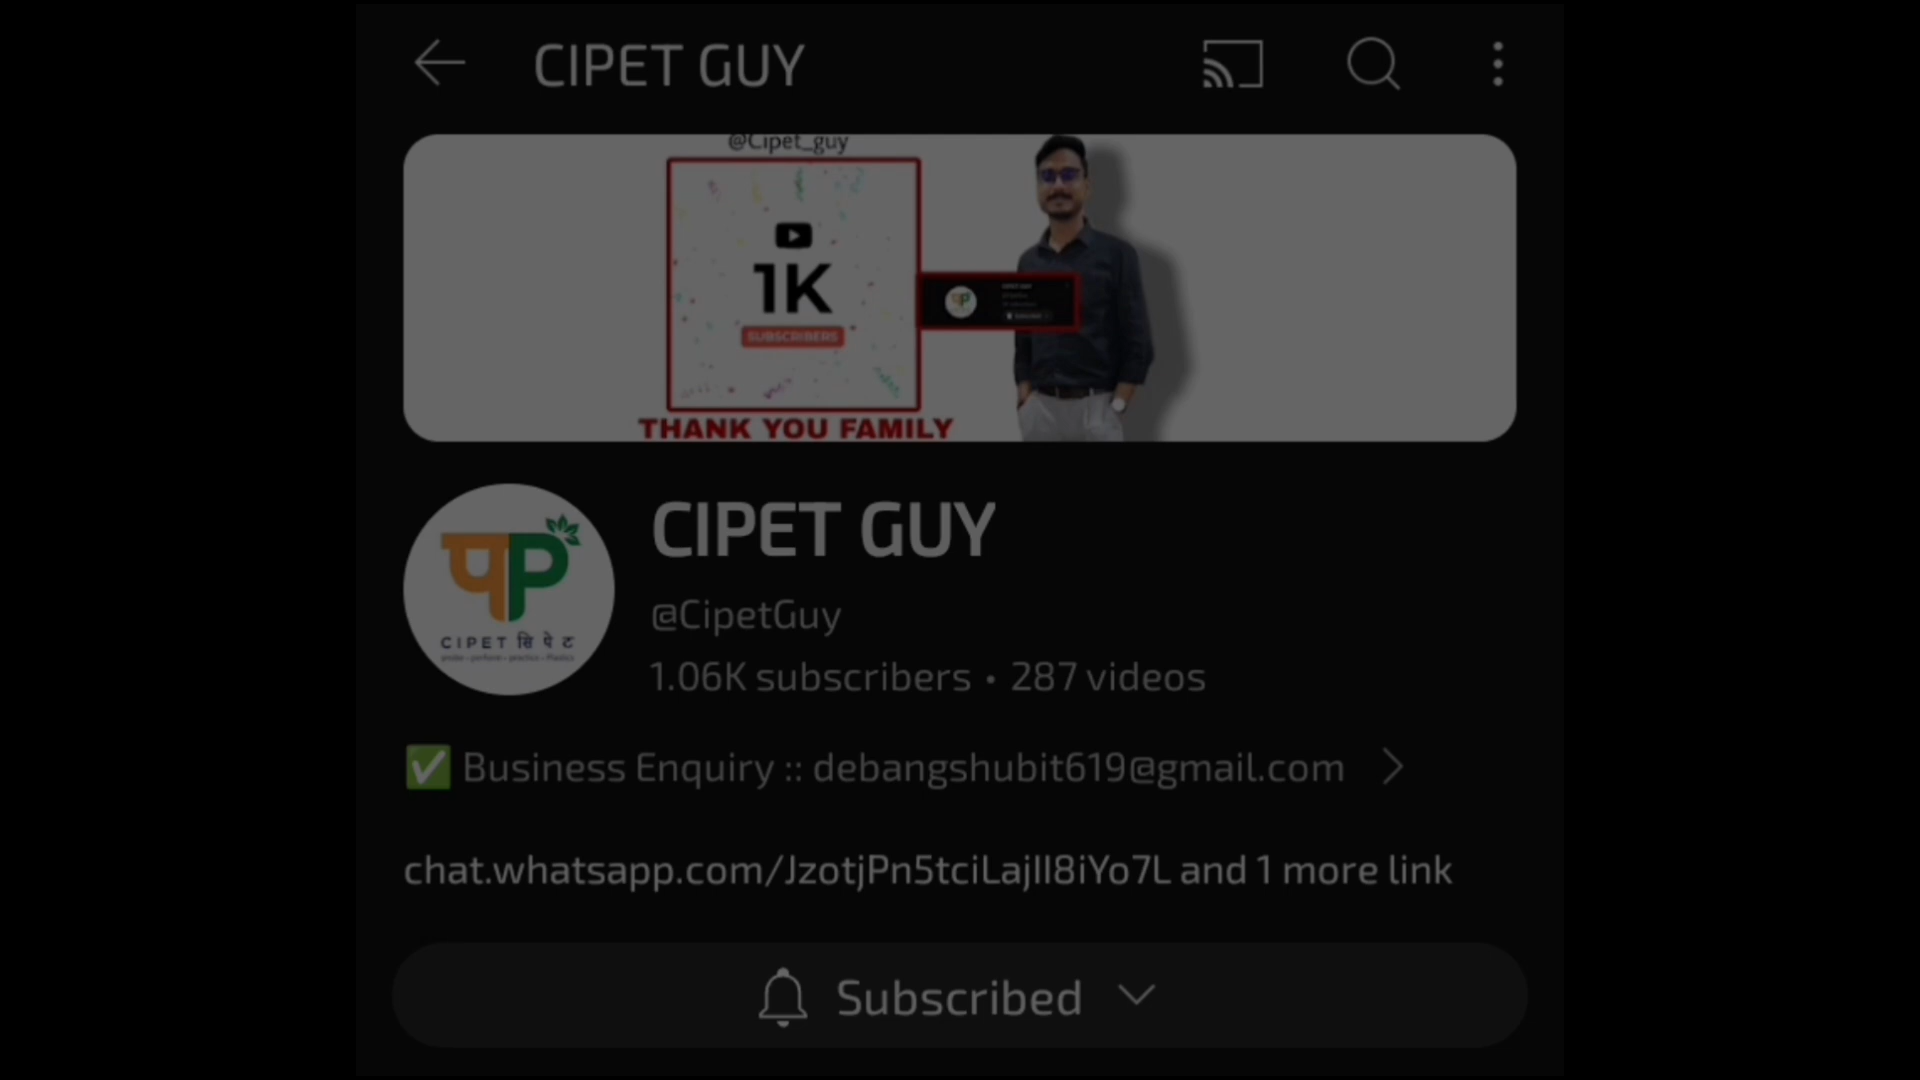 CIPET GUY
@Cipet_guy
1K
SUBSCRIBERS
THANK YOU FAMILY
CIPET GUY
@CipetGuy
1.06K subscribers • 287 videos
CIPET सिपेट
✅ Business Enquiry :: debangshubit619@gmail.com
chat.whatsapp.com/JzotjPn5tciLajII8iYo7L and 1 more link
Subscribed